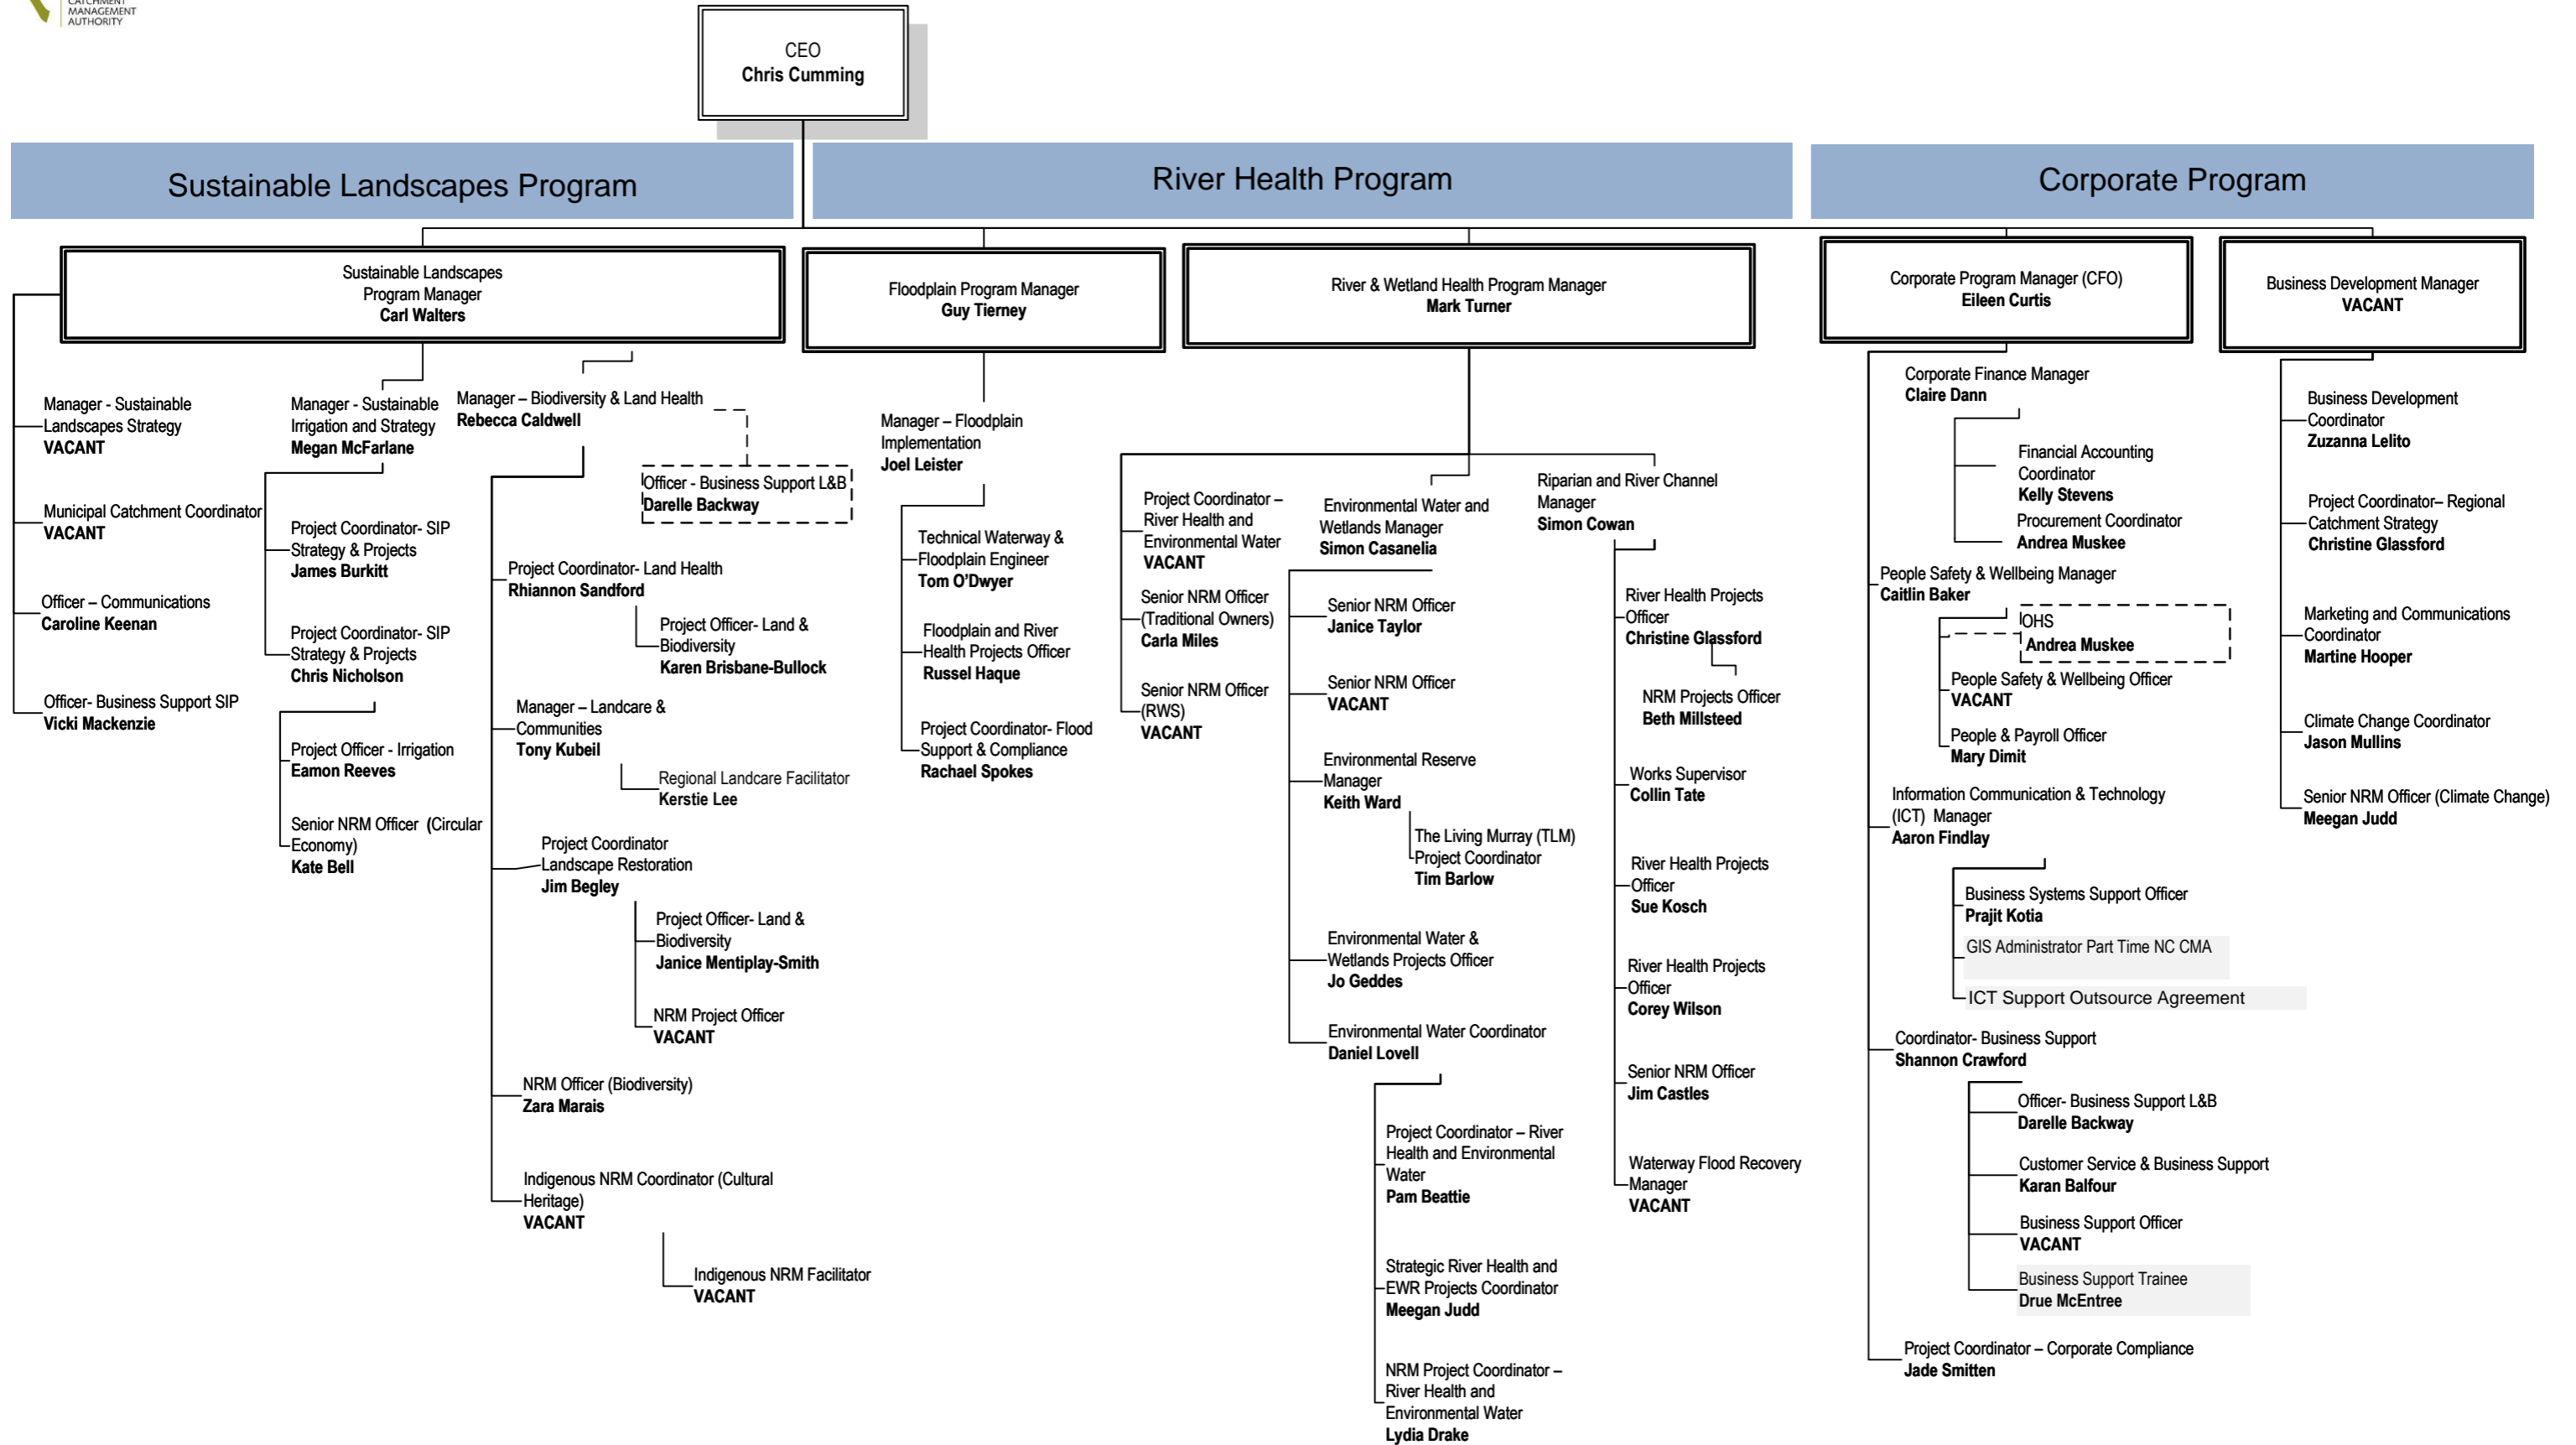 CATCHMENT
MANAGEMENT
AUTHORITY
CEO
Chris Cumming
Sustainable Landscapes Program
River Health Program
Corporate Program
Sustainable Landscapes
Program Manager
Carl Walters
Floodplain Program Manager
Guy Tierney
River & Wetland Health Program Manager
Mark Turner
Corporate Program Manager (CFO)
Eileen Curtis
Business Development Manager
VACANT
Manager - Sustainable
Landscapes Strategy
VACANT
Municipal Catchment Coordinator
VACANT
Officer – Communications
Caroline Keenan
Officer- Business Support SIP
Vicki Mackenzie
Manager - Sustainable
Irrigation and Strategy
Megan McFarlane
Project Coordinator- SIP
Strategy & Projects
James Burkitt
Project Coordinator- SIP
Strategy & Projects
Chris Nicholson
Project Officer - Irrigation
Eamon Reeves
Senior NRM Officer (Circular
Economy)
Kate Bell
Manager – Biodiversity & Land Health
Rebecca Caldwell
Officer - Business Support L&B
Darelle Backway
Project Coordinator- Land Health
Rhiannon Sandford
Project Officer- Land &
Biodiversity
Karen Brisbane-Bullock
Manager – Landcare &
Communities
Tony Kubeil
Regional Landcare Facilitator
Kerstie Lee
Project Coordinator
Landscape Restoration
Jim Begley
Project Officer- Land &
Biodiversity
Janice Mentiplay-Smith
NRM Project Officer
VACANT
NRM Officer (Biodiversity)
Zara Marais
Indigenous NRM Coordinator (Cultural
Heritage)
VACANT
Indigenous NRM Facilitator
VACANT
Manager – Floodplain
Implementation
Joel Leister
Technical Waterway &
Floodplain Engineer
Tom O'Dwyer
Floodplain and River
Health Projects Officer
Russel Haque
Project Coordinator- Flood
Support & Compliance
Rachael Spokes
Project Coordinator –
River Health and
Environmental Water
VACANT
Senior NRM Officer
(Traditional Owners)
Carla Miles
Senior NRM Officer
(RWS)
VACANT
Environmental Water and
Wetlands Manager
Simon Casanelia
Senior NRM Officer
Janice Taylor
Senior NRM Officer
VACANT
Environmental Reserve
Manager
Keith Ward
The Living Murray (TLM)
Project Coordinator
Tim Barlow
Environmental Water &
Wetlands Projects Officer
Jo Geddes
Environmental Water Coordinator
Daniel Lovell
Project Coordinator – River
Health and Environmental
Water
Pam Beattie
Strategic River Health and
EWR Projects Coordinator
Meegan Judd
NRM Project Coordinator –
River Health and
Environmental Water
Lydia Drake
Riparian and River Channel
Manager
Simon Cowan
River Health Projects
Officer
Christine Glassford
NRM Projects Officer
Beth Millsteed
Works Supervisor
Collin Tate
River Health Projects
Officer
Sue Kosch
River Health Projects
Officer
Corey Wilson
Senior NRM Officer
Jim Castles
Waterway Flood Recovery
Manager
VACANT
Corporate Finance Manager
Claire Dann
Financial Accounting
Coordinator
Kelly Stevens
Procurement Coordinator
Andrea Muskee
People Safety & Wellbeing Manager
Caitlin Baker
OHS
Andrea Muskee
People Safety & Wellbeing Officer
VACANT
People & Payroll Officer
Mary Dimit
Information Communication & Technology
(ICT) Manager
Aaron Findlay
Business Systems Support Officer
Prajit Kotia
GIS Administrator Part Time NC CMA
ICT Support Outsource Agreement
Coordinator- Business Support
Shannon Crawford
Officer- Business Support L&B
Darelle Backway
Customer Service & Business Support
Karan Balfour
Business Support Officer
VACANT
Business Support Trainee
Drue McEntree
Project Coordinator – Corporate Compliance
Jade Smitten
Business Development
Coordinator
Zuzanna Lelito
Project Coordinator– Regional
Catchment Strategy
Christine Glassford
Marketing and Communications
Coordinator
Martine Hooper
Climate Change Coordinator
Jason Mullins
Senior NRM Officer (Climate Change)
Meegan Judd